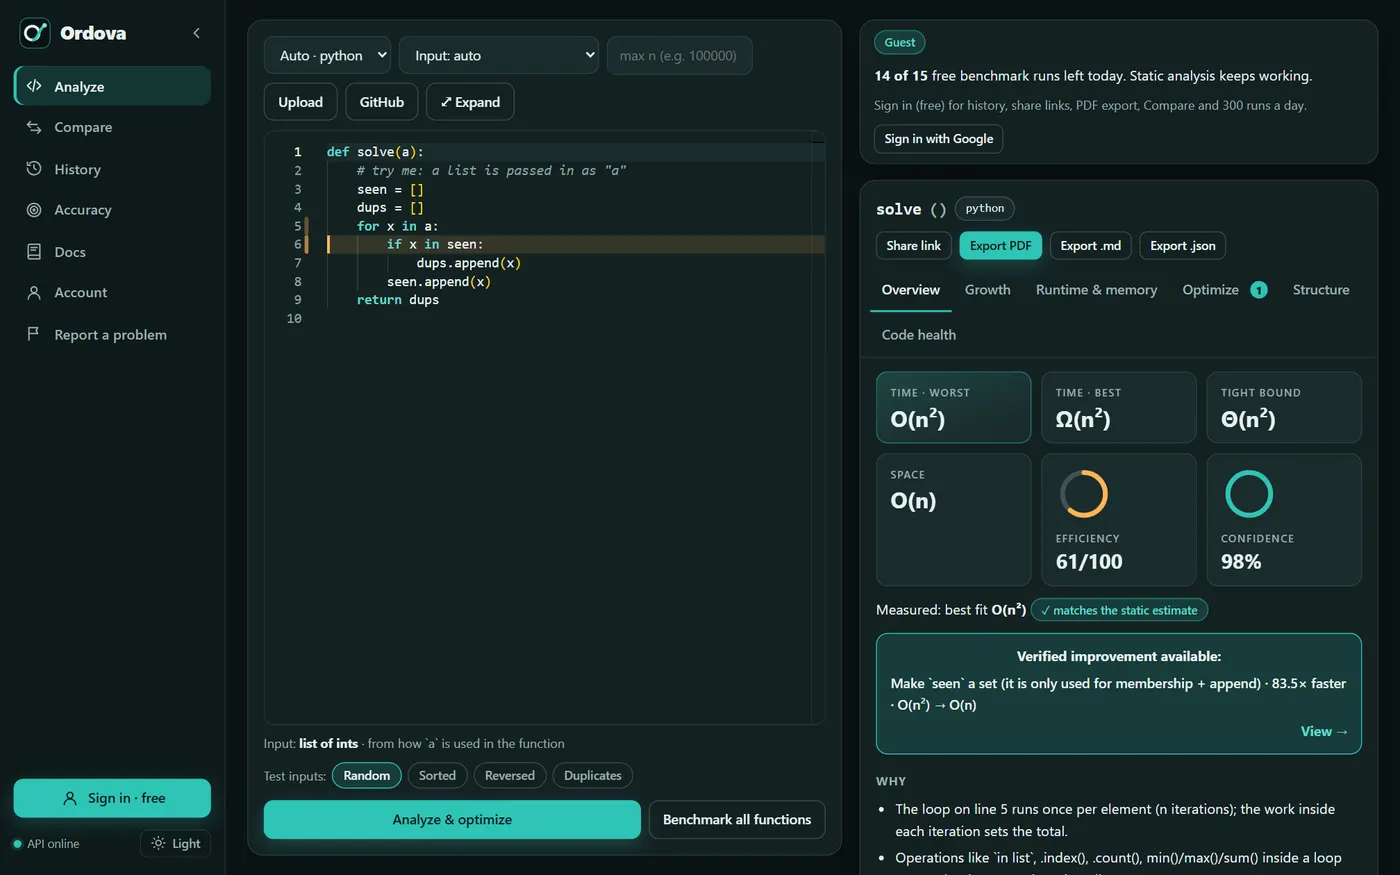 Ordova
Analyze
Compare
History
Accuracy
Docs
Account
Report a problem
Sign in · free
API online
Light
Auto · python
Input: auto
max n (e.g. 100000)
Upload
GitHub
Expand
1 def solve(a):
2 # try me: a list is passed in as "a"
3 seen = []
4 dups = []
5 for x in a:
6 if x in seen:
7 dups.append(x)
8 seen.append(x)
9 return dups
10
Input: list of ints · from how `a` is used in the function
Test inputs: Random Sorted Reversed Duplicates
Analyze & optimize
Benchmark all functions
Guest
14 of 15 free benchmark runs left today. Static analysis keeps working.
Sign in (free) for history, share links, PDF export, Compare and 300 runs a day.
Sign in with Google
solve () python
Share link Export PDF Export .md Export .json
Overview Growth Runtime & memory Optimize 1 Structure
Code health
TIME · WORST
O(n²)
TIME · BEST
Ω(n²)
TIGHT BOUND
Θ(n²)
SPACE
O(n)
EFFICIENCY
61/100
CONFIDENCE
98%
Measured: best fit O(n²) ✓ matches the static estimate
Verified improvement available:
Make `seen` a set (it is only used for membership + append) · 83.5× faster
· O(n²) → O(n)
View →
WHY
• The loop on line 5 runs once per element (n iterations); the work inside
each iteration sets the total.
• Operations like `in list`, .index(), .count(), min()/max()/sum() inside a loop